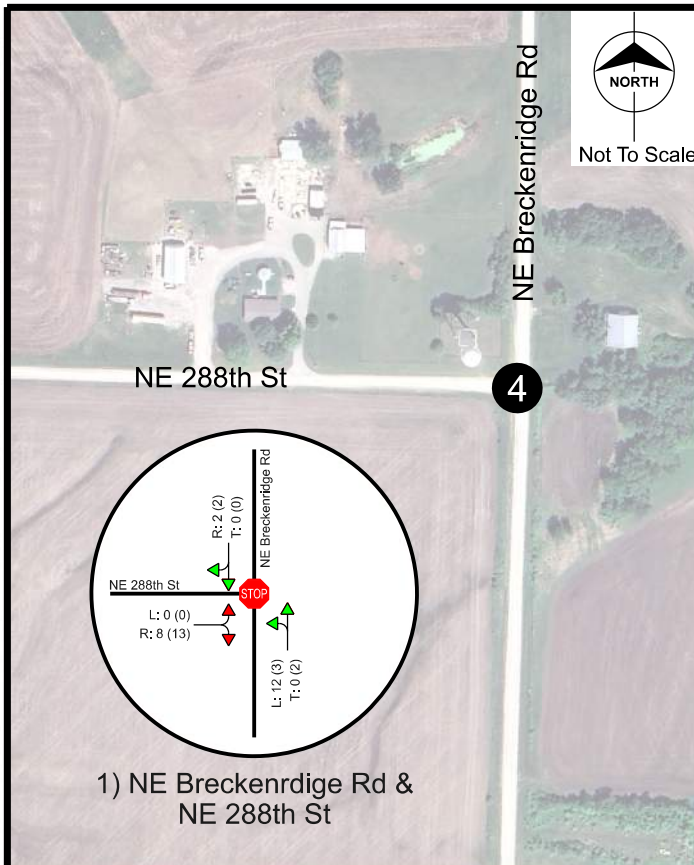 NE Breckenridge Rd
NORTH
Not To Scale
NE 288th St
4
R: 2 (2)
T: 0 (0)
NE Breckenridge Rd
NE 288th St
STOP
L: 0 (0)
R: 8 (13)
L: 12 (3)
T: 0 (2)
1) NE Breckenrdige Rd &
NE 288th St